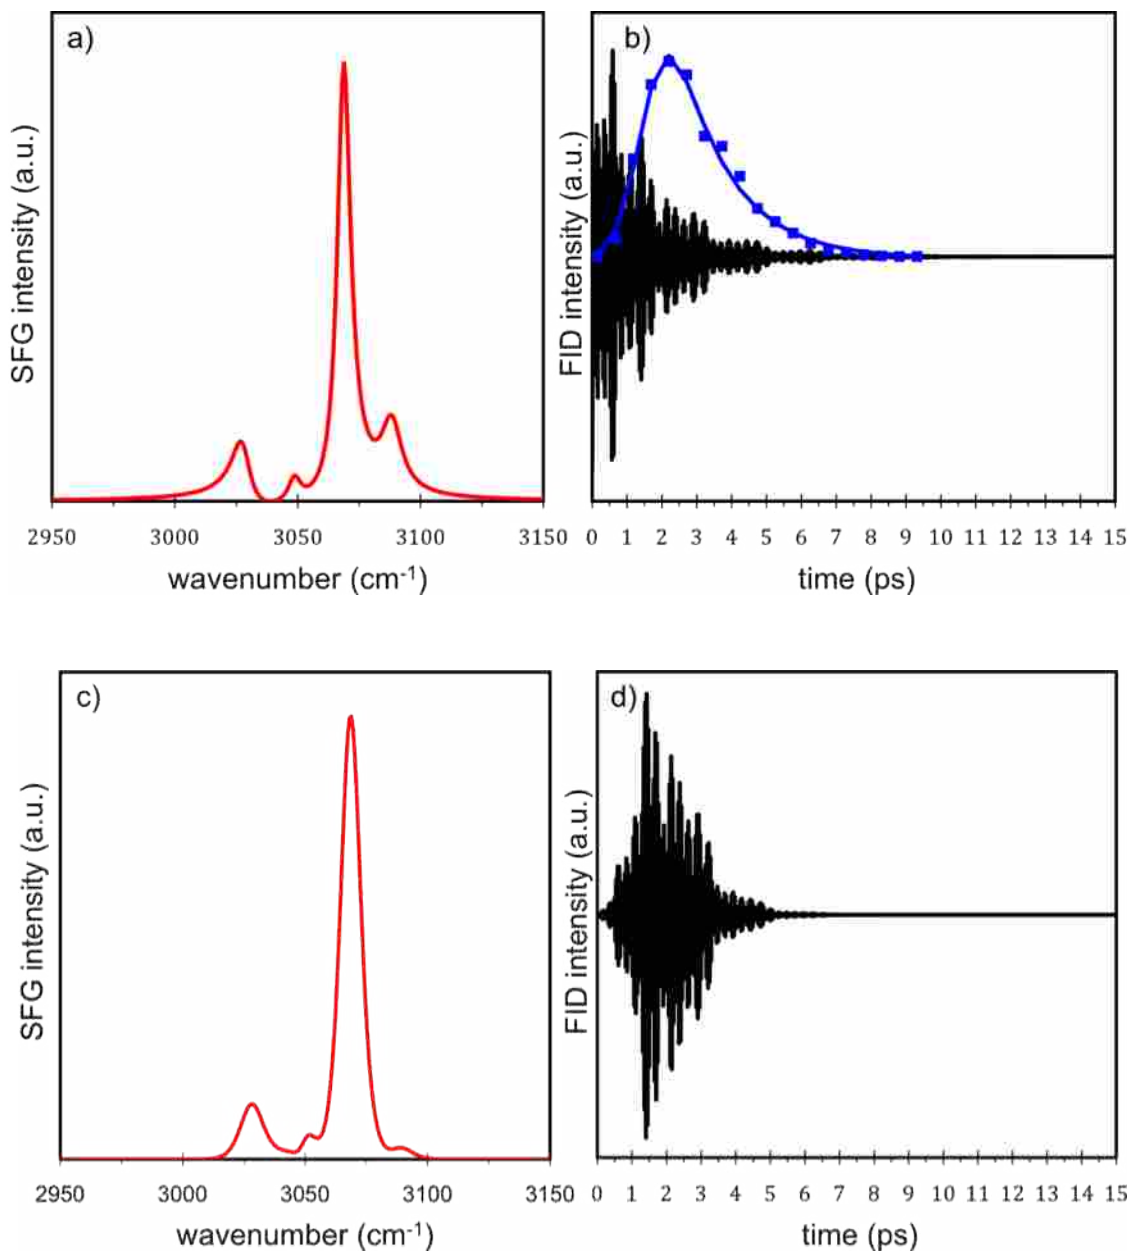 a)
SFG intensity (a.u.)
2950 3000 3050 3100 3150
wavenumber (cm-1)
b)
FID intensity (a.u.)
0 1 2 3 4 5 6 7 8 9 10 11 12 13 14 15
time (ps)
c)
SFG intensity (a.u.)
2950 3000 3050 3100 3150
wavenumber (cm-1)
d)
FID intensity (a.u.)
0 1 2 3 4 5 6 7 8 9 10 11 12 13 14 15
time (ps)